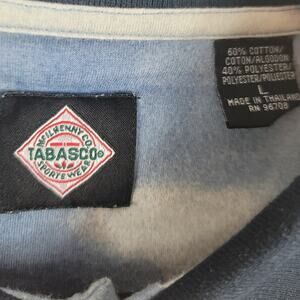 McILHENNY CO.
TABASCO®
SPORTSWEAR
60% COTTON/
COTON/ALGODON
40% POLYESTER/
POLYESTER/POLIESTER
L
MADE IN THAILAND
RN 96708